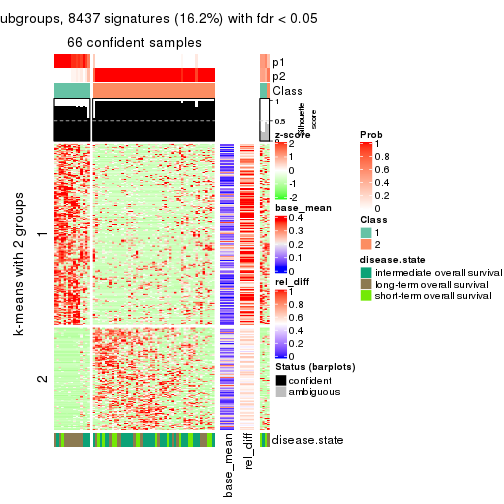 ubgroups, 8437 signatures (16.2%) with fdr < 0.05
66 confident samples
p1
p2
Class
1
0.5
0
Silhouette
score
k-means with 2 groups
1
2
base_mean
rel_diff
disease.state
z-score
2
1
0
-1
-2
base_mean
0.4
0.3
0.2
0.1
0
rel_diff
1
0.8
0.6
0.4
0.2
0
Status (barplots)
confident
ambiguous
Prob
1
0.8
0.6
0.4
0.2
0
Class
1
2
disease.state
intermediate overall survival
long-term overall survival
short-term overall survival